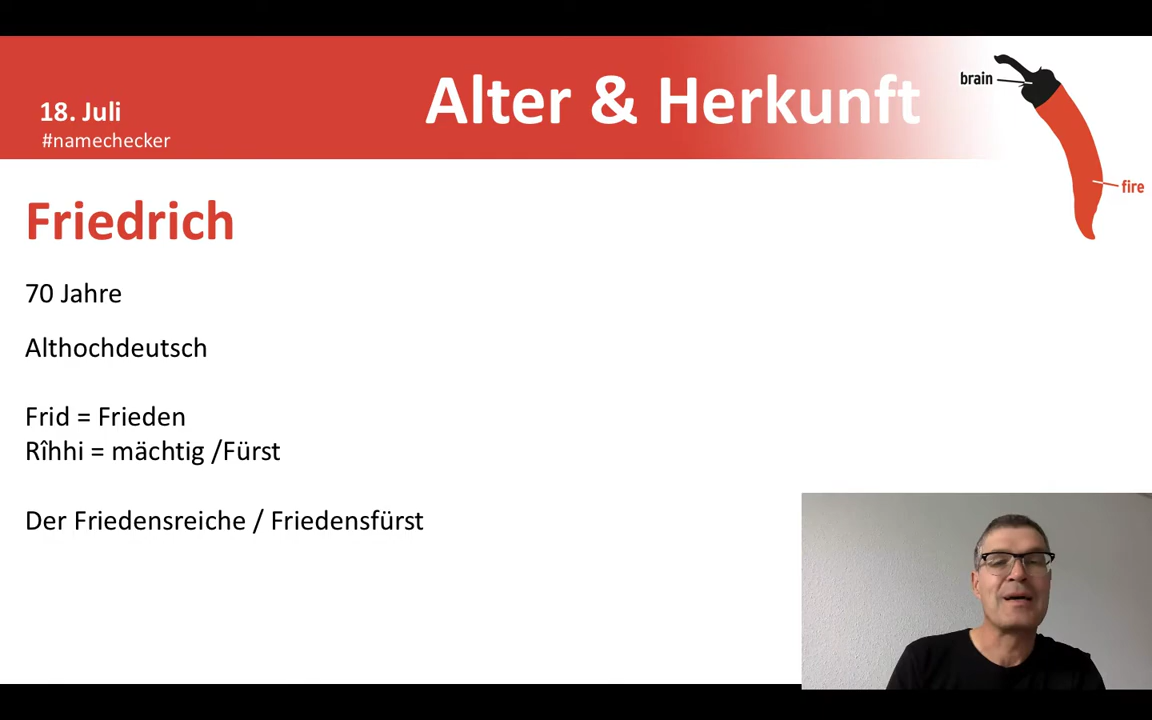 Alter & Herkunft
18. Juli
#namechecker
brain
fire
Friedrich
70 Jahre
Althochdeutsch
Frid = Frieden
Rîhhi = mächtig /Fürst
Der Friedensreiche / Friedensfürst